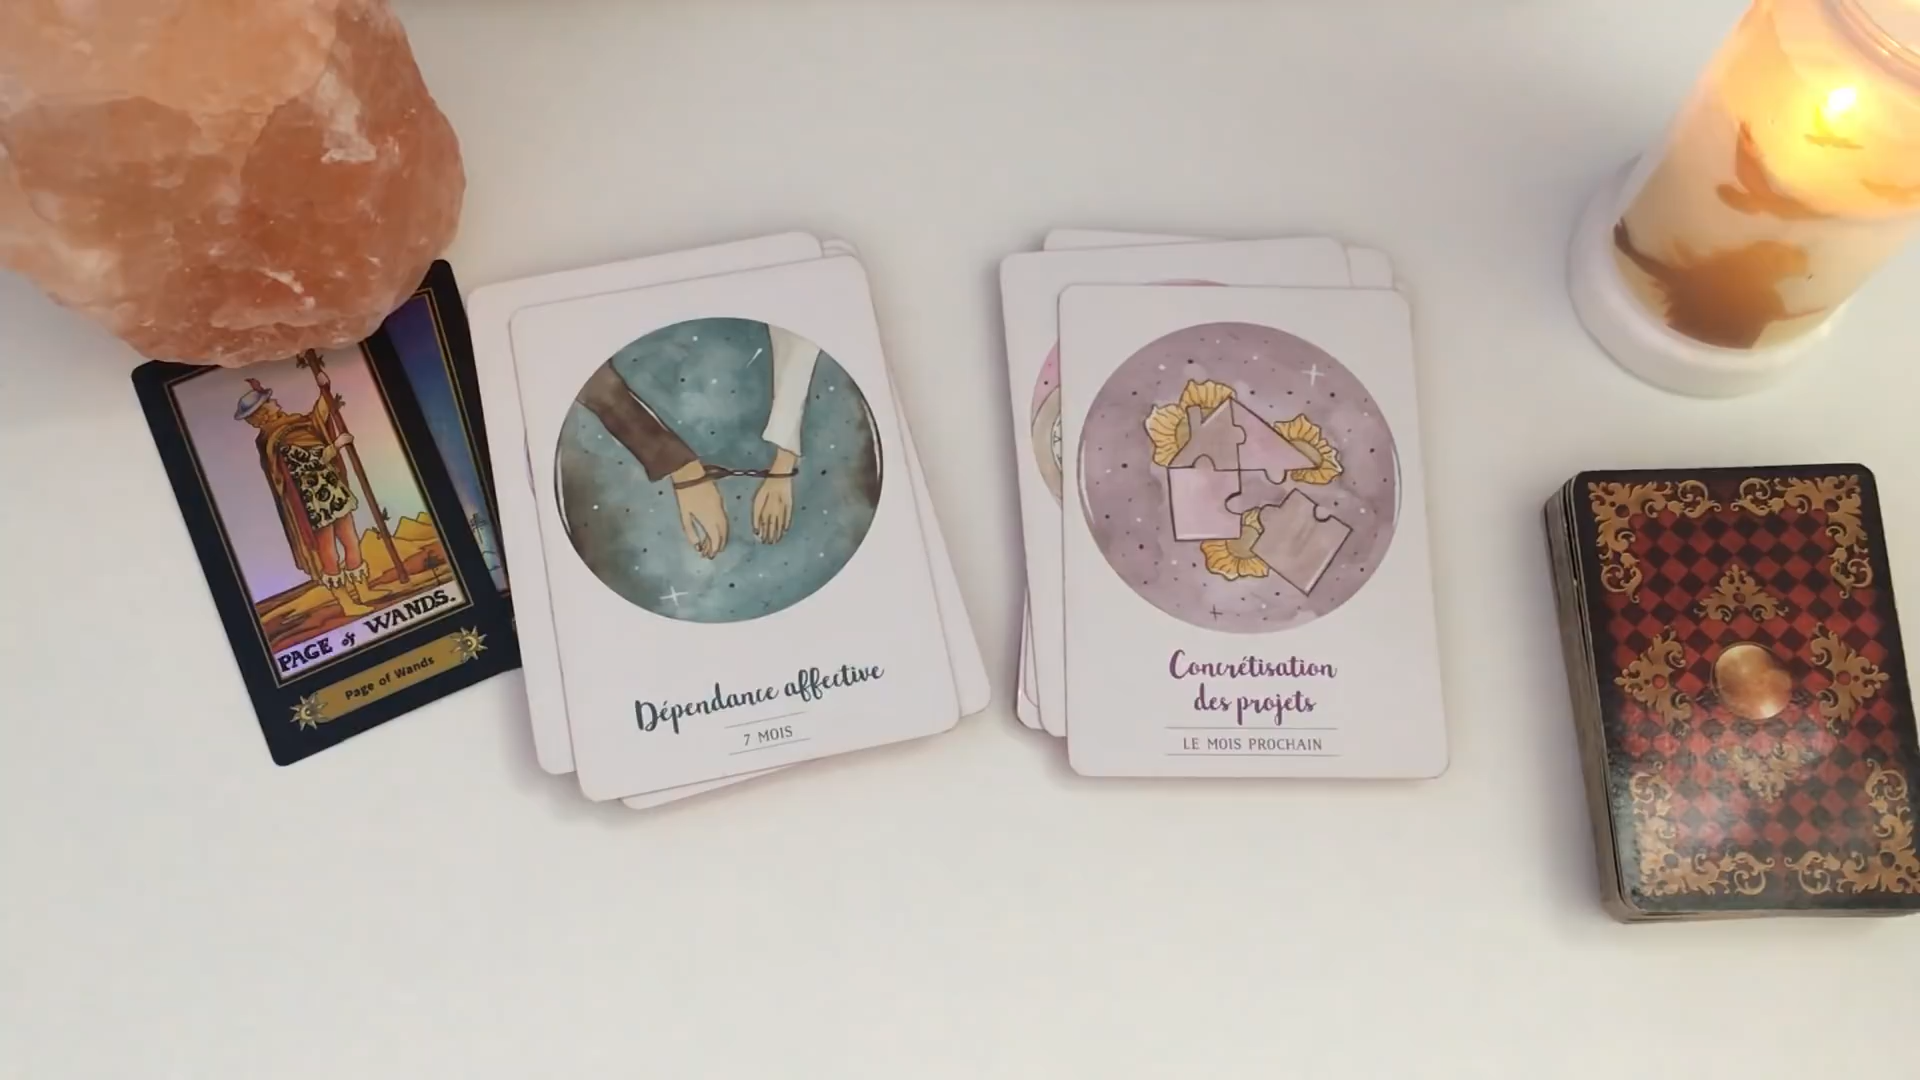 PAGE of WANDS.
Page of Wands
Dépendance affective
7 MOIS
Concrétisation
des projets
LE MOIS PROCHAIN